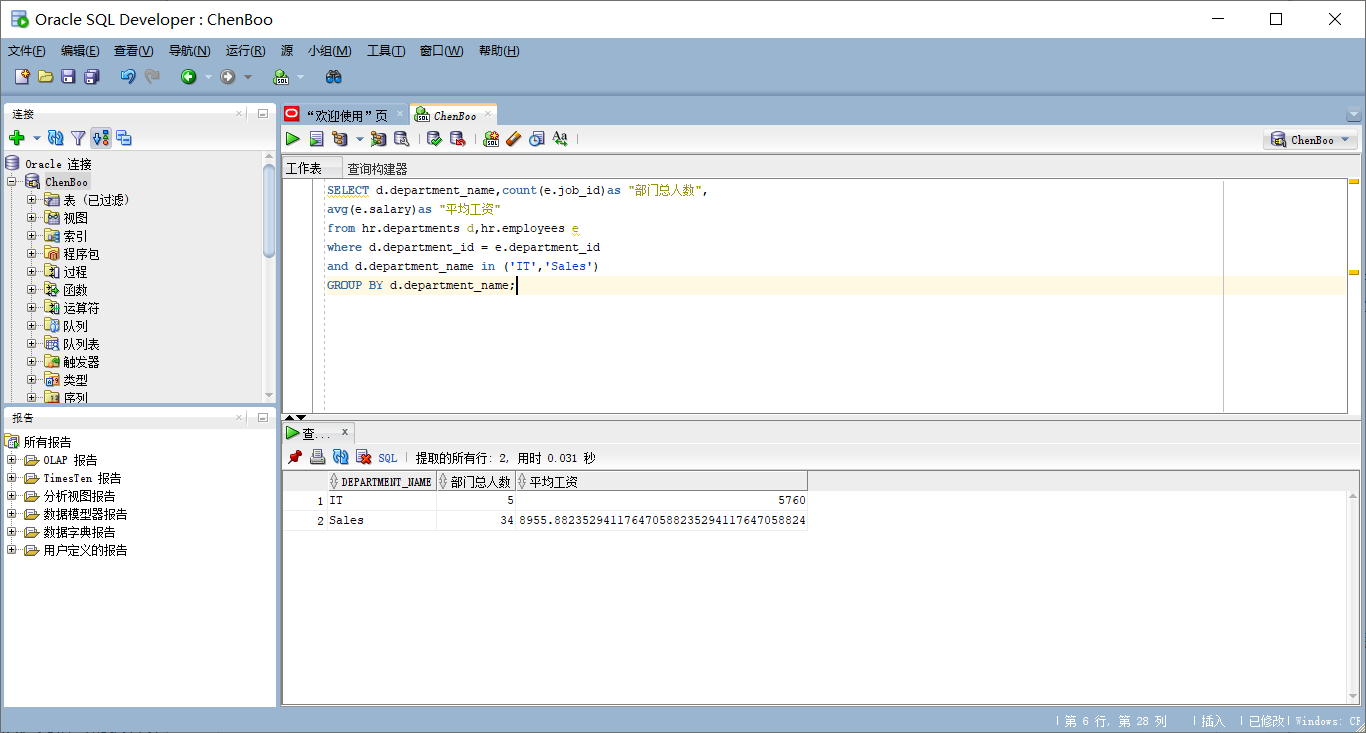 Oracle SQL Developer : ChenBoo
文件(F) 编辑(E) 查看(V) 导航(N) 运行(R) 源 小组(M) 工具(T) 窗口(W) 帮助(H)
连接
“欢迎使用”页
ChenBoo
ChenBoo
工作表
查询构建器
Oracle 连接
ChenBoo
表 (已过滤)
视图
索引
程序包
过程
函数
运算符
队列
队列表
触发器
类型
序列
SELECT d.department_name,count(e.job_id)as "部门总人数",
avg(e.salary)as "平均工资"
from hr.departments d,hr.employees e
where d.department_id = e.department_id
and d.department_name in ('IT','Sales')
GROUP BY d.department_name;
报告
所有报告
OLAP 报告
TimesTen 报告
分析视图报告
数据模型器报告
数据字典报告
用户定义的报告
查...
SQL
提取的所有行: 2, 用时 0.031 秒
DEPARTMENT_NAME 部门总人数 平均工资
1 IT 5 5760
2 Sales 34 8955.88235294117647058823529411764705 8824
第 6 行, 第 28 列 插入 已修改 Windows: CF